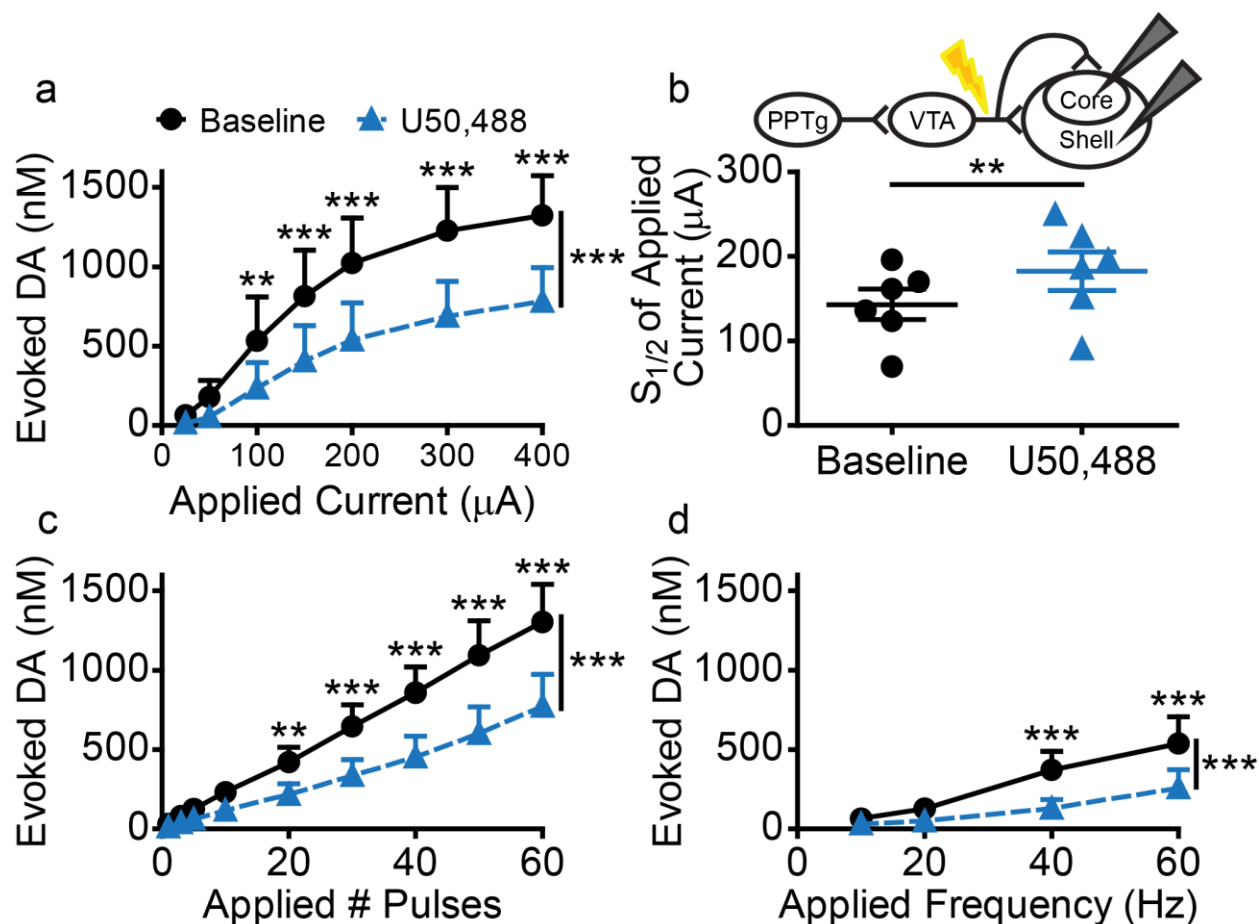 a
Baseline U50,488
Evoked DA (nM)
1500
1000
500
0
** *** *** *** ***
***
0 100 200 300 400
Applied Current (μA)
b
PPTg VTA Core
Shell
S1/2 of Applied
Current (μA)
300
200
100
0
**
Baseline U50,488
c
Evoked DA (nM)
1500
1000
500
0
** *** *** *** ***
***
0 20 40 60
Applied # Pulses
d
Evoked DA (nM)
1500
1000
500
0
*** ***
***
0 20 40 60
Applied Frequency (Hz)